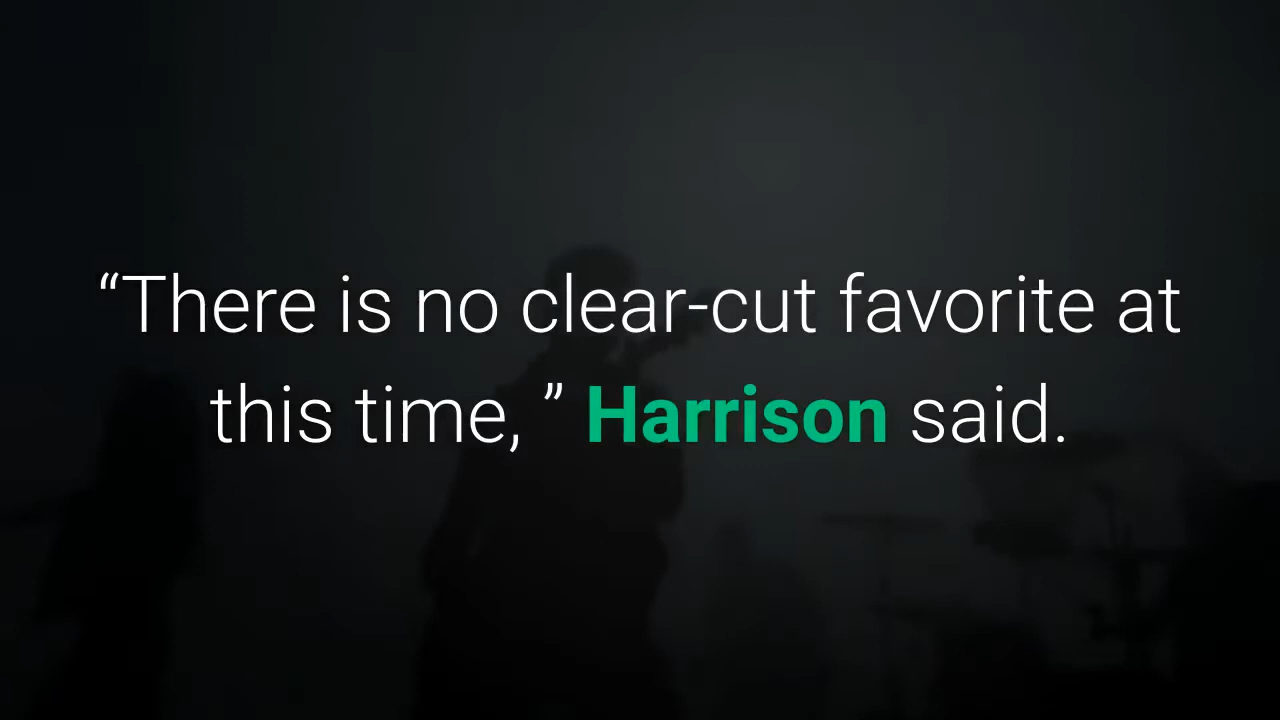 “There is no clear-cut favorite at
this time, ” Harrison said.